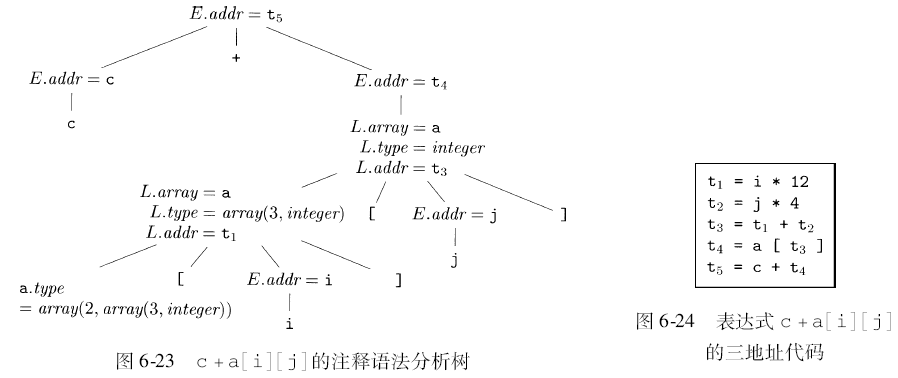 E.addr = t₅
+
E.addr = c
E.addr = t₄
c
L.array = a
L.type = integer
L.addr = t₃
L.array = a
L.type = array(3, integer)
L.addr = t₁
[
E.addr = j
]
j
a.type
= array(2, array(3, integer))
[
E.addr = i
]
i
图 6-23 c + a[ i ][ j ]的注释语法分析树
t₁ = i * 12
t₂ = j * 4
t₃ = t₁ + t₂
t₄ = a [ t₃ ]
t₅ = c + t₄
图 6-24 表达式 c + a[ i ][ j ]
的三地址代码